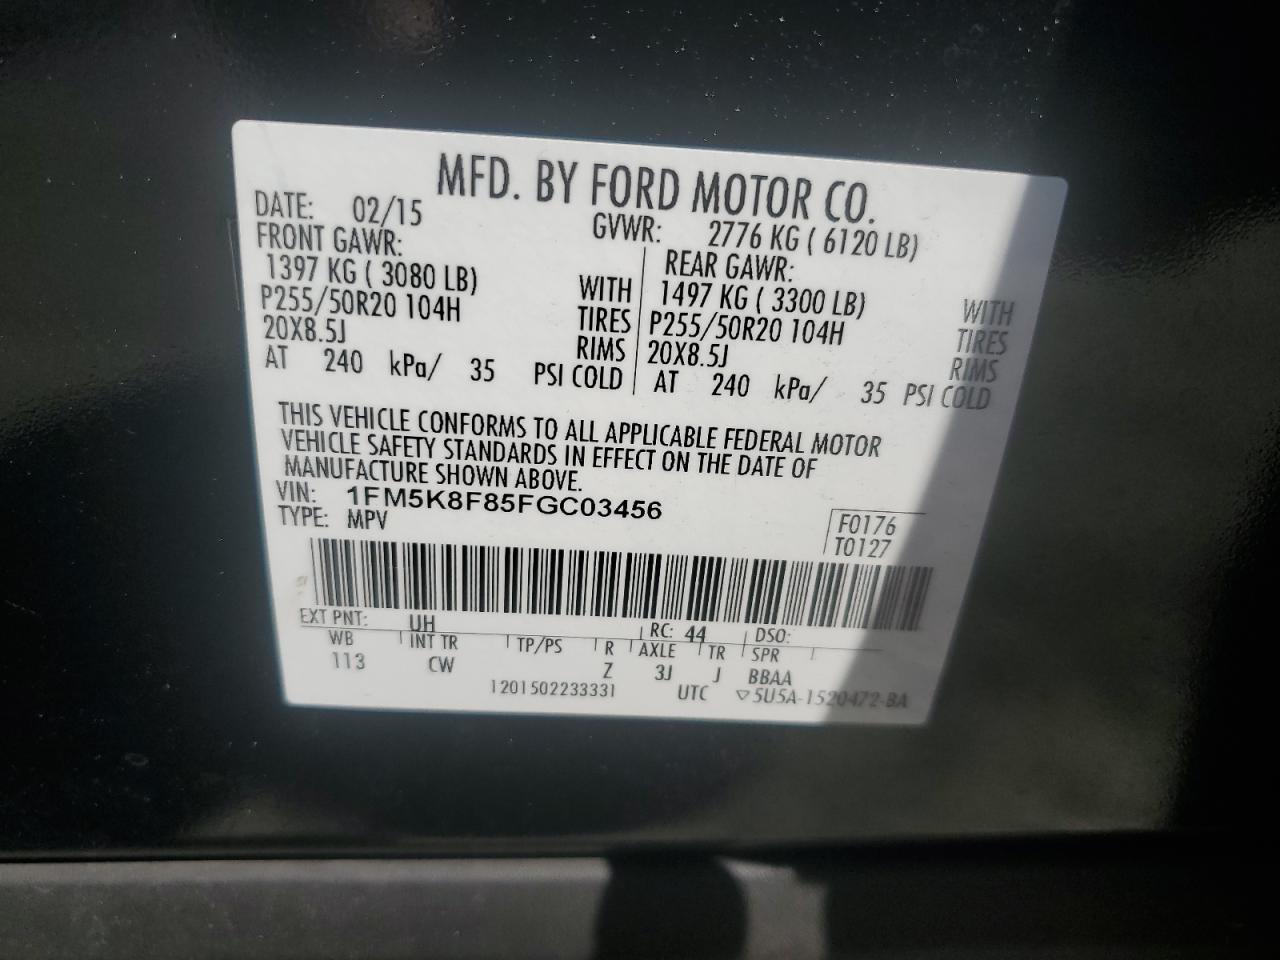 MFD. BY FORD MOTOR CO.
DATE: 02/15 GVWR: 2776 KG ( 6120 LB)
FRONT GAWR: REAR GAWR:
1397 KG ( 3080 LB) WITH 1497 KG ( 3300 LB) WITH
P255/50R20 104H TIRES P255/50R20 104H TIRES
20X8.5J RIMS 20X8.5J RIMS
AT 240 kPa/ 35 PSI COLD AT 240 kPa/ 35 PSI COLD
THIS VEHICLE CONFORMS TO ALL APPLICABLE FEDERAL MOTOR
VEHICLE SAFETY STANDARDS IN EFFECT ON THE DATE OF
MANUFACTURE SHOWN ABOVE.
VIN: 1FM5K8F85FGC03456
TYPE: MPV
F0176
T0127
EXT PNT: UH RC: 44 DSO:
WB INT TR TP/PS R AXLE TR SPR
113 CW Z 3J J BBAA
1201502233331 UTC ▽5U5A-1520472-BA